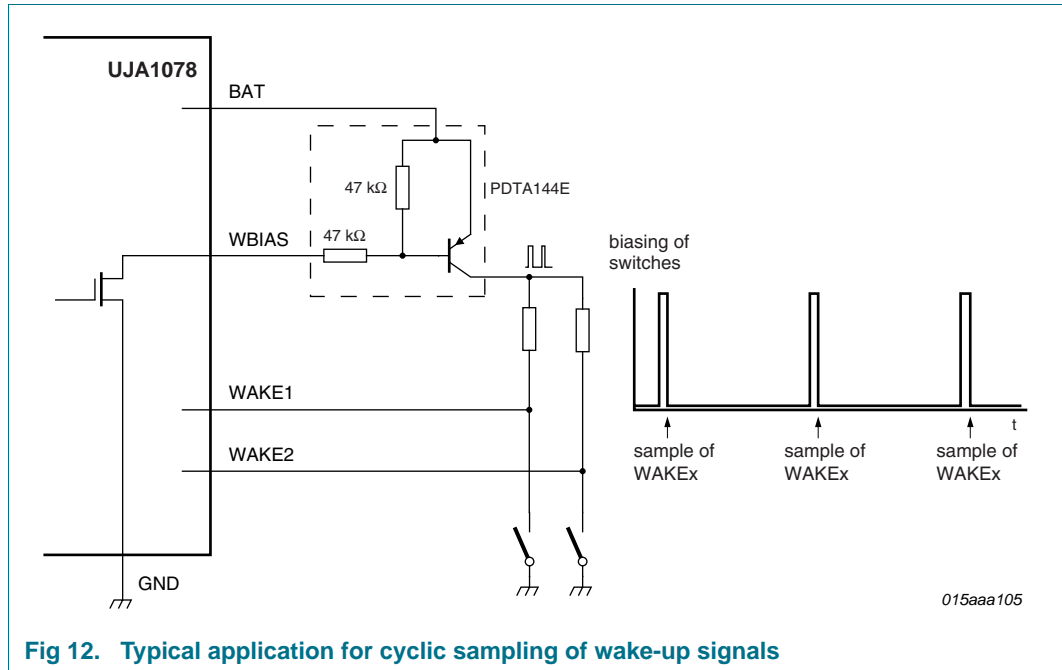 UJA1078
BAT
47 kΩ
PDTA144E
WBIAS
47 kΩ
biasing of
switches
WAKE1
WAKE2
t
sample of
WAKEx
sample of
WAKEx
sample of
WAKEx
GND
015aaa105
Fig 12. Typical application for cyclic sampling of wake-up signals